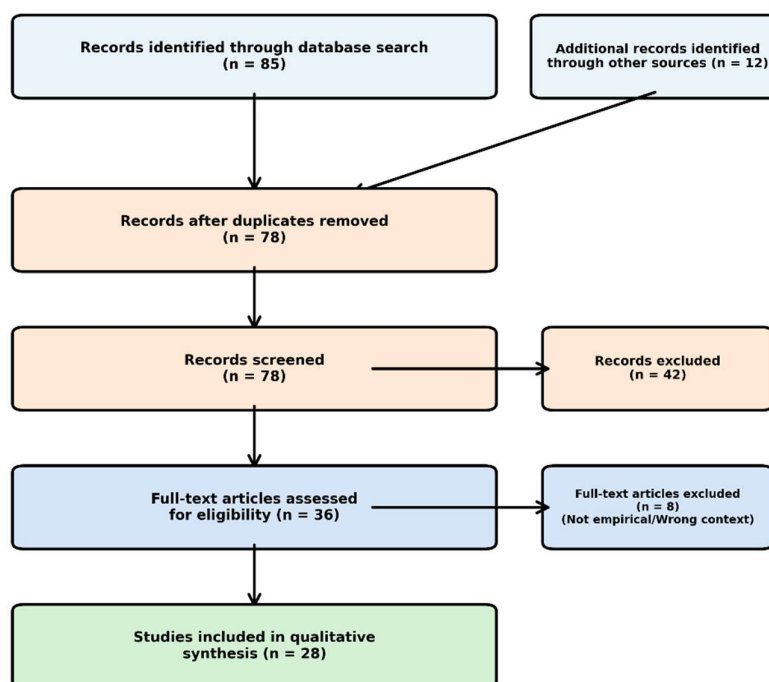 Records identified through database search
(n = 85)
Additional records identified
through other sources (n = 12)
Records after duplicates removed
(n = 78)
Records screened
(n = 78)
Records excluded
(n = 42)
Full-text articles assessed
for eligibility (n = 36)
Full-text articles excluded
(n = 8)
(Not empirical/Wrong context)
Studies included in qualitative
synthesis (n = 28)